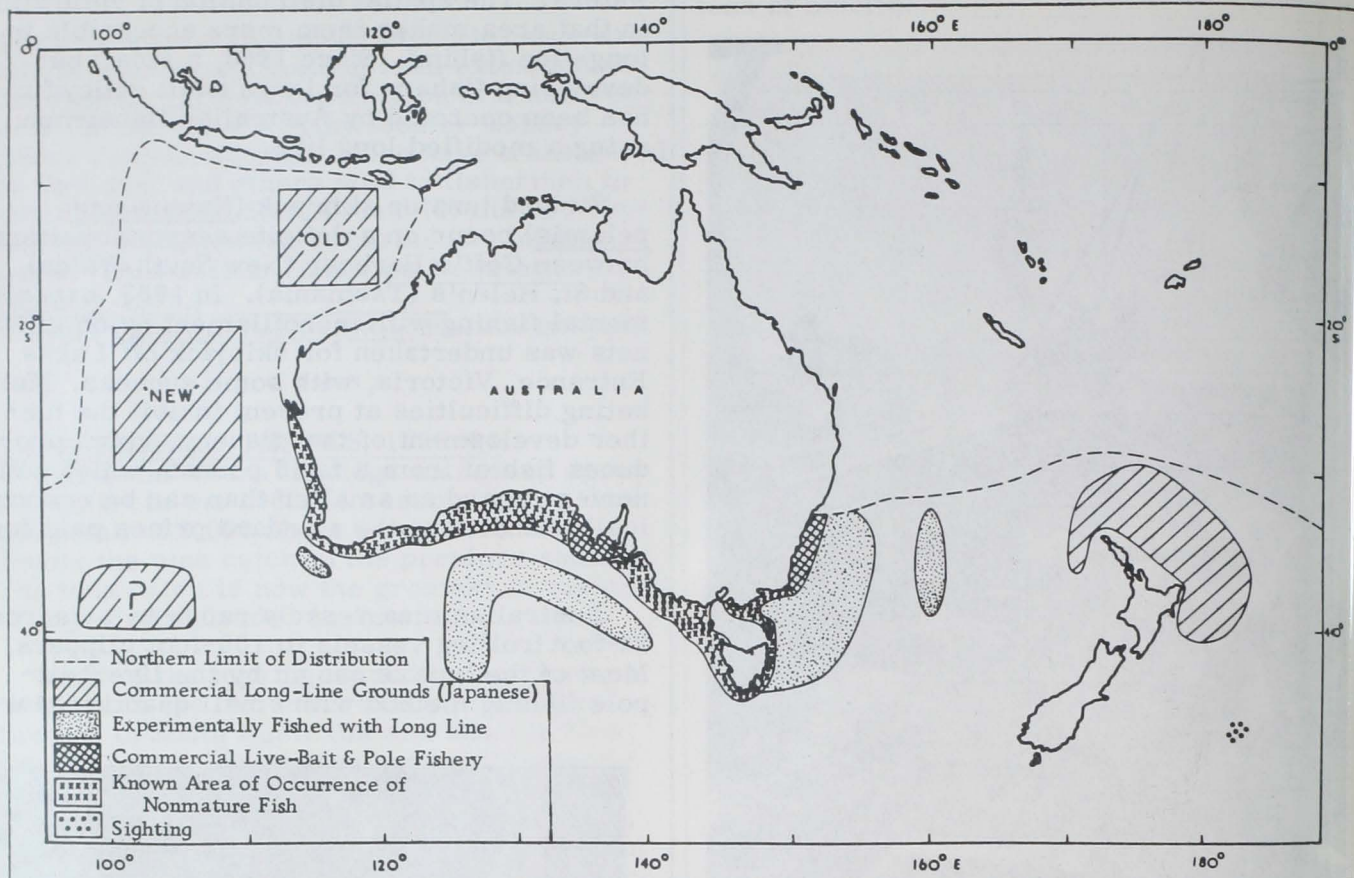 100° 120° 140° 160° 180°
0° 0°
"OLD"
20° S 20° S
"NEW"
AUSTRALIA
?
40° 40°
Northern Limit of Distribution
Commercial Long-Line Grounds (Japanese)
Experimentally Fished with Long Line
Commercial Live-Bait & Pole Fishery
Known Area of Occurrence of
Nonmature Fish
Sighting
100° 120° 140° 160° E 180°